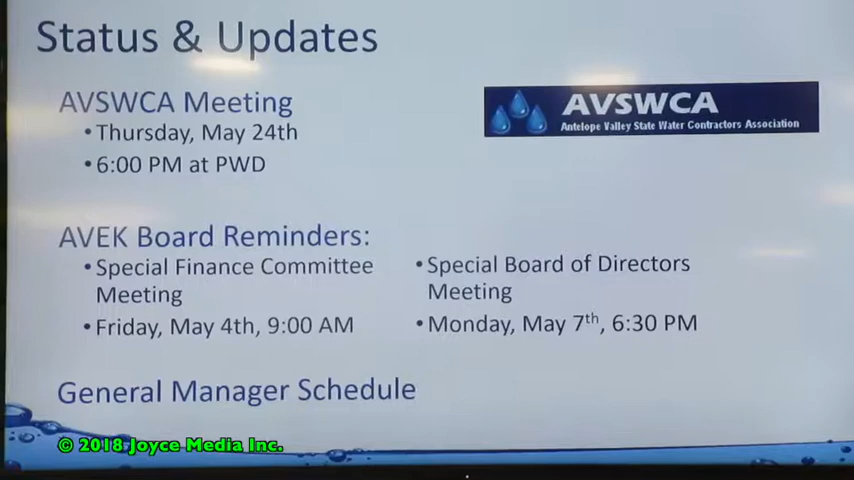 Status & Updates
AVSWCA Meeting
•Thursday, May 24th
•6:00 PM at PWD
AVSWCA
Antelope Valley State Water Contractors Association
AVEK Board Reminders:
•Special Finance Committee
Meeting
•Friday, May 4th, 9:00 AM
•Special Board of Directors
Meeting
•Monday, May 7th, 6:30 PM
General Manager Schedule
© 2018 Joyce Media Inc.